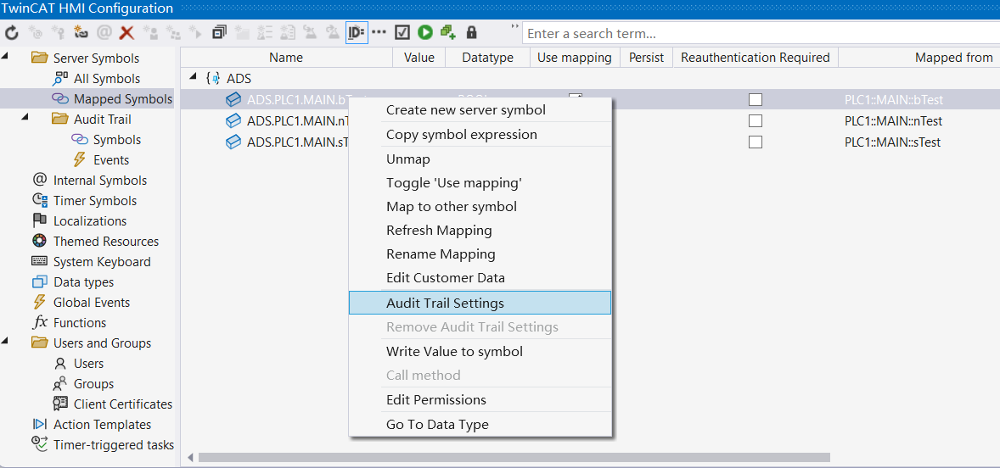 TwinCAT HMI Configuration
Enter a search term...
Server Symbols
All Symbols
Mapped Symbols
Audit Trail
Symbols
Events
Internal Symbols
Timer Symbols
Localizations
Themed Resources
System Keyboard
Data types
Global Events
Functions
Users and Groups
Users
Groups
Client Certificates
Action Templates
Timer-triggered tasks
Name Value Datatype Use mapping Persist Reauthentication Required Mapped from
ADS
ADS.PLC1.MAIN.bTest PLC1::MAIN::bTest
ADS.PLC1.MAIN.nT PLC1::MAIN::nTest
ADS.PLC1.MAIN.sT PLC1::MAIN::sTest
Create new server symbol
Copy symbol expression
Unmap
Toggle 'Use mapping'
Map to other symbol
Refresh Mapping
Rename Mapping
Edit Customer Data
Audit Trail Settings
Remove Audit Trail Settings
Write Value to symbol
Call method
Edit Permissions
Go To Data Type